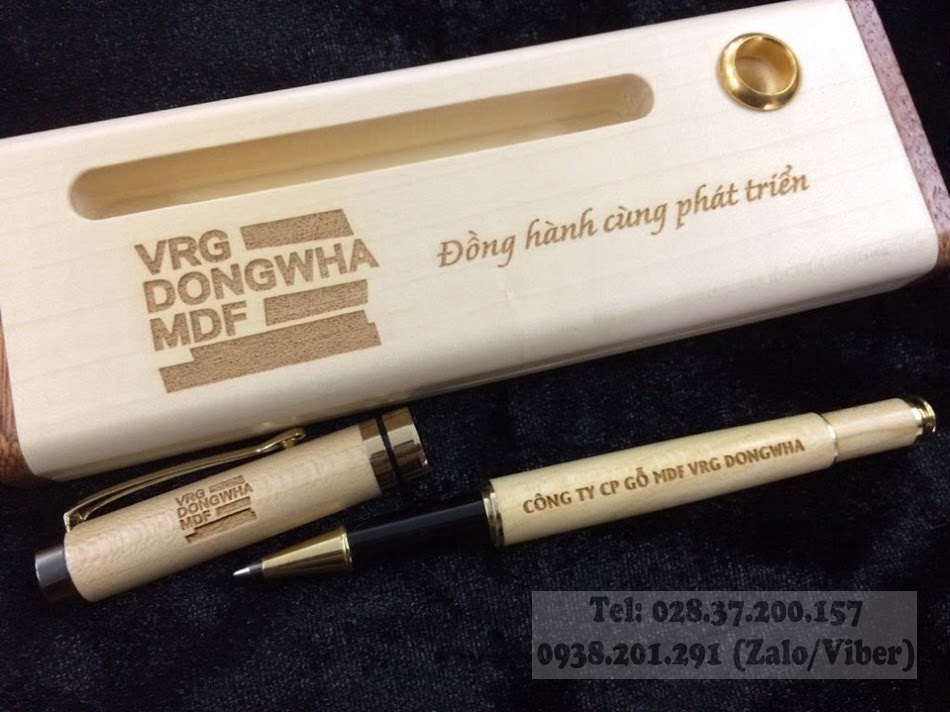 VRG
DONGWHA
MDF
Đồng hành cùng phát triển
VRG
DONGWHA
MDF
CÔNG TY CP GỖ MDF VRG DONGWHA
Tel: 028.37.200.157
0938.201.291 (Zalo/Viber)